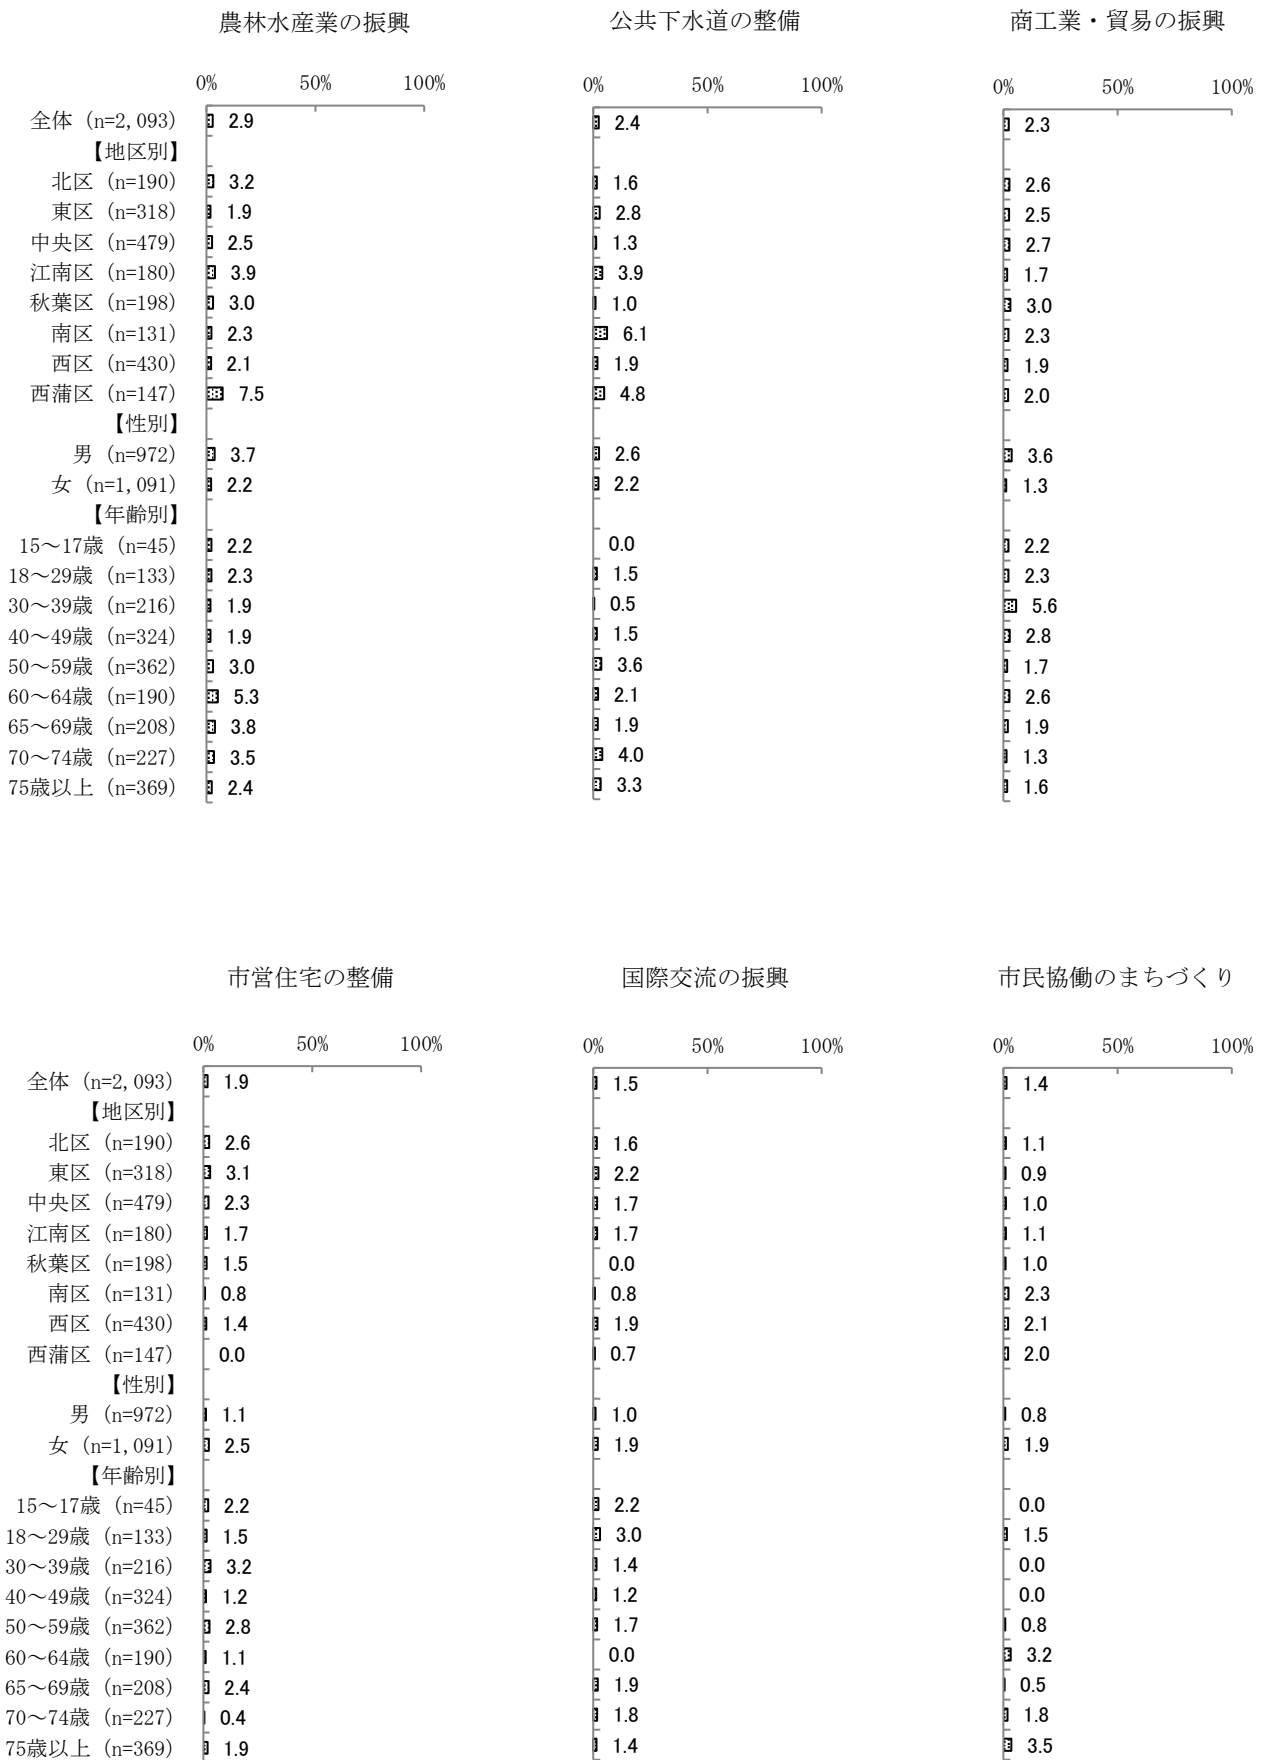 農林水産業の振興 公共下水道の整備 商工業・貿易の振興
0% 50% 100% 0% 50% 100% 0% 50% 100%
全体 (n=2,093) 2.9 2.4 2.3
【地区別】
北区 (n=190) 3.2 1.6 2.6
東区 (n=318) 1.9 2.8 2.5
中央区 (n=479) 2.5 1.3 2.7
江南区 (n=180) 3.9 3.9 1.7
秋葉区 (n=198) 3.0 1.0 3.0
南区 (n=131) 2.3 6.1 2.3
西区 (n=430) 2.1 1.9 1.9
西蒲区 (n=147) 7.5 4.8 2.0
【性別】
男 (n=972) 3.7 2.6 3.6
女 (n=1,091) 2.2 2.2 1.3
【年齢別】
15～17歳 (n=45) 2.2 0.0 2.2
18～29歳 (n=133) 2.3 1.5 2.3
30～39歳 (n=216) 1.9 0.5 5.6
40～49歳 (n=324) 1.9 1.5 2.8
50～59歳 (n=362) 3.0 3.6 1.7
60～64歳 (n=190) 5.3 2.1 2.6
65～69歳 (n=208) 3.8 1.9 1.9
70～74歳 (n=227) 3.5 4.0 1.3
75歳以上 (n=369) 2.4 3.3 1.6
市営住宅の整備 国際交流の振興 市民協働のまちづくり
0% 50% 100% 0% 50% 100% 0% 50% 100%
全体 (n=2,093) 1.9 1.5 1.4
【地区別】
北区 (n=190) 2.6 1.6 1.1
東区 (n=318) 3.1 2.2 0.9
中央区 (n=479) 2.3 1.7 1.0
江南区 (n=180) 1.7 1.7 1.1
秋葉区 (n=198) 1.5 0.0 1.0
南区 (n=131) 0.8 0.8 2.3
西区 (n=430) 1.4 1.9 2.1
西蒲区 (n=147) 0.0 0.7 2.0
【性別】
男 (n=972) 1.1 1.0 0.8
女 (n=1,091) 2.5 1.9 1.9
【年齢別】
15～17歳 (n=45) 2.2 2.2 0.0
18～29歳 (n=133) 1.5 3.0 1.5
30～39歳 (n=216) 3.2 1.4 0.0
40～49歳 (n=324) 1.2 1.2 0.0
50～59歳 (n=362) 2.8 1.7 0.8
60～64歳 (n=190) 1.1 0.0 3.2
65～69歳 (n=208) 2.4 1.9 0.5
70～74歳 (n=227) 0.4 1.8 1.8
75歳以上 (n=369) 1.9 1.4 3.5